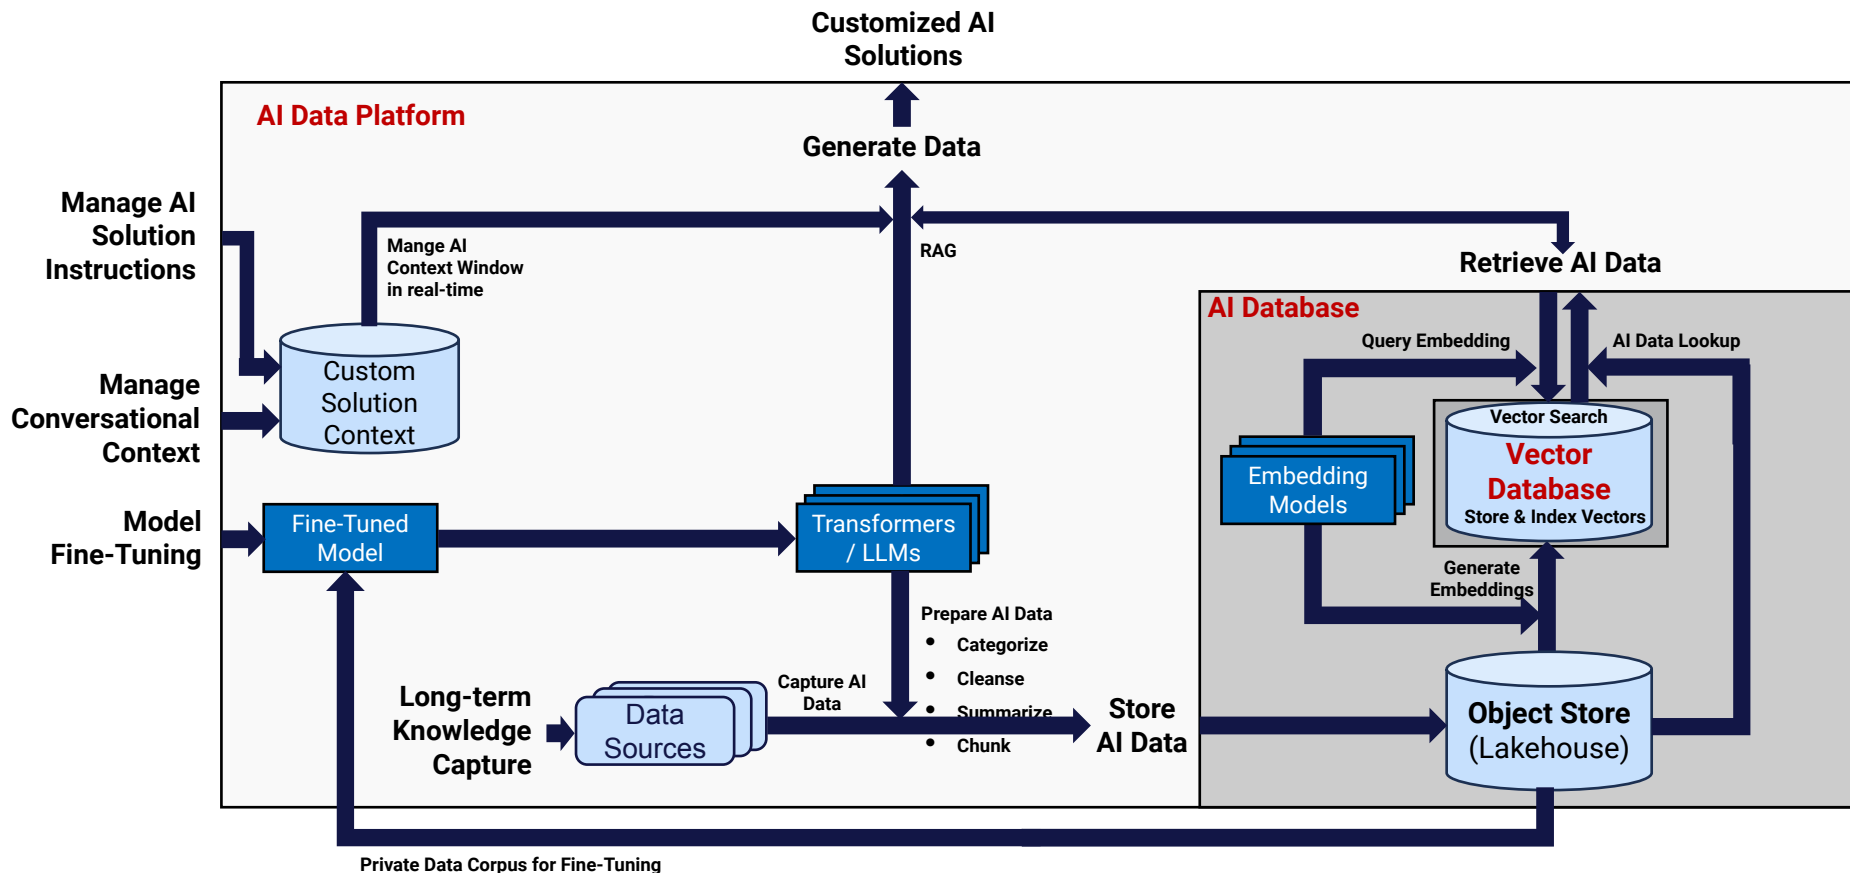 Customized AI
Solutions
AI Data Platform
Generate Data
Manage AI
Solution
Instructions
Mange AI
Context Window
in real-time
RAG
Retrieve AI Data
AI Database
Query Embedding
AI Data Lookup
Custom
Solution
Context
Manage
Conversational
Context
Vector Search
Vector
Database
Store & Index Vectors
Embedding
Models
Model
Fine-Tuning
Fine-Tuned
Model
Transformers
/ LLMs
Generate
Embeddings
Prepare AI Data
• Categorize
• Cleanse
• Summarize
• Chunk
Long-term
Knowledge
Capture
Data
Sources
Capture AI
Data
Store
AI Data
Object Store
(Lakehouse)
Private Data Corpus for Fine-Tuning